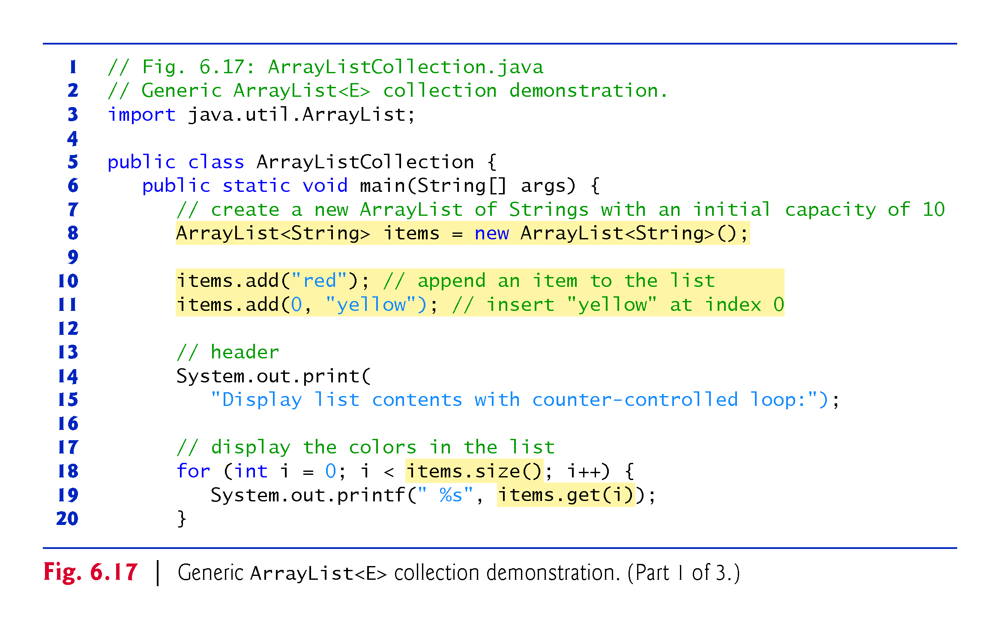 1 // Fig. 6.17: ArrayListCollection.java
2 // Generic ArrayList<E> collection demonstration.
3 import java.util.ArrayList;
4
5 public class ArrayListCollection {
6 public static void main(String[] args) {
7 // create a new ArrayList of Strings with an initial capacity of 10
8 ArrayList<String> items = new ArrayList<String>();
9
10 items.add("red"); // append an item to the list
11 items.add(0, "yellow"); // insert "yellow" at index 0
12
13 // header
14 System.out.print(
15 "Display list contents with counter-controlled loop:");
16
17 // display the colors in the list
18 for (int i = 0; i < items.size(); i++) {
19 System.out.printf(" %s", items.get(i));
20 }
Fig. 6.17 | Generic ArrayList<E> collection demonstration. (Part 1 of 3.)